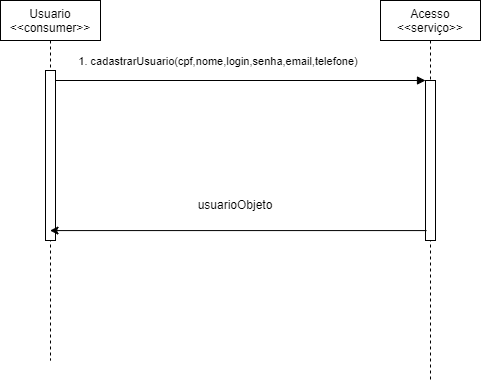 Usuario
<<consumer>>
Acesso
<<serviço>>
1. cadastrarUsuario(cpf,nome,login,senha,email,telefone)
usuarioObjeto